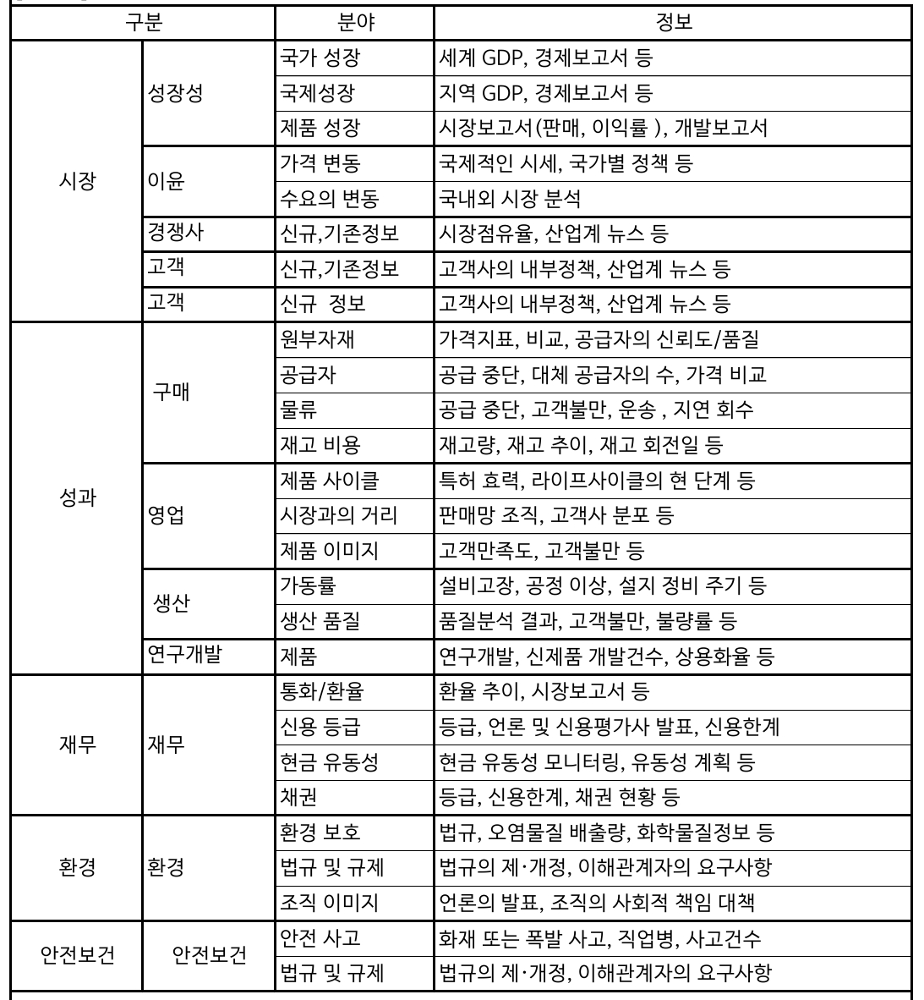 구분 분야 정보
시장 성장성 국가 성장 세계 GDP, 경제보고서 등
국제성장 지역 GDP, 경제보고서 등
제품 성장 시장보고서(판매, 이익률 ), 개발보고서
이윤 가격 변동 국제적인 시세, 국가별 정책 등
수요의 변동 국내외 시장 분석
경쟁사 신규,기존정보 시장점유율, 산업계 뉴스 등
고객 신규,기존정보 고객사의 내부정책, 산업계 뉴스 등
고객 신규 정보 고객사의 내부정책, 산업계 뉴스 등
성과 구매 원부자재 가격지표, 비교, 공급자의 신뢰도/품질
공급자 공급 중단, 대체 공급자의 수, 가격 비교
물류 공급 중단, 고객불만, 운송 , 지연 회수
재고 비용 재고량, 재고 추이, 재고 회전일 등
영업 제품 사이클 특허 효력, 라이프사이클의 현 단계 등
시장과의 거리 판매망 조직, 고객사 분포 등
제품 이미지 고객만족도, 고객불만 등
생산 가동률 설비고장, 공정 이상, 설지 정비 주기 등
생산 품질 품질분석 결과, 고객불만, 불량률 등
연구개발 제품 연구개발, 신제품 개발건수, 상용화율 등
재무 재무 통화/환율 환율 추이, 시장보고서 등
신용 등급 등급, 언론 및 신용평가사 발표, 신용한계
현금 유동성 현금 유동성 모니터링, 유동성 계획 등
채권 등급, 신용한계, 채권 현황 등
환경 환경 환경 보호 법규, 오염물질 배출량, 화학물질정보 등
법규 및 규제 법규의 제·개정, 이해관계자의 요구사항
조직 이미지 언론의 발표, 조직의 사회적 책임 대책
안전보건 안전보건 안전 사고 화재 또는 폭발 사고, 직업병, 사고건수
법규 및 규제 법규의 제·개정, 이해관계자의 요구사항